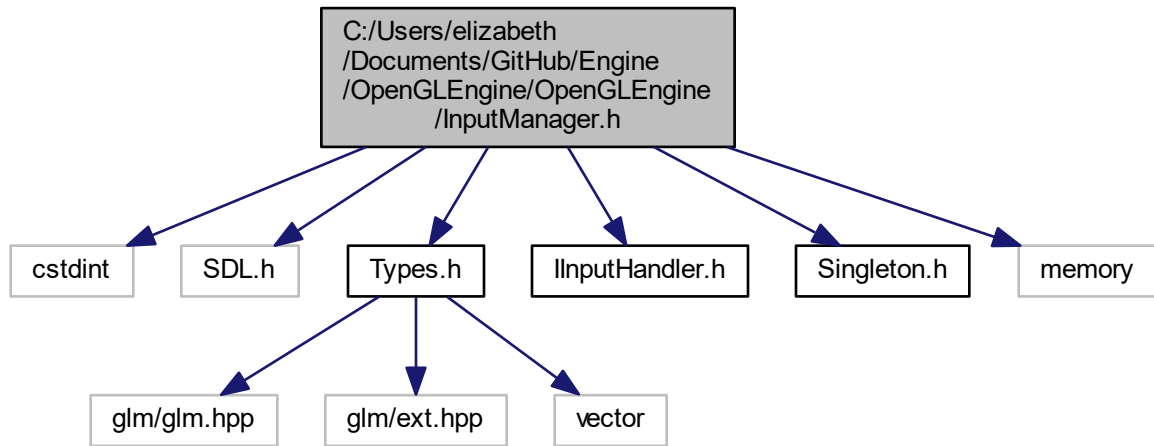 C:/Users/elizabeth
/Documents/GitHub/Engine
/OpenGLEngine/OpenGLEngine
/InputManager.h
cstdint
SDL.h
Types.h
IInputHandler.h
Singleton.h
memory
glm/glm.hpp
glm/ext.hpp
vector